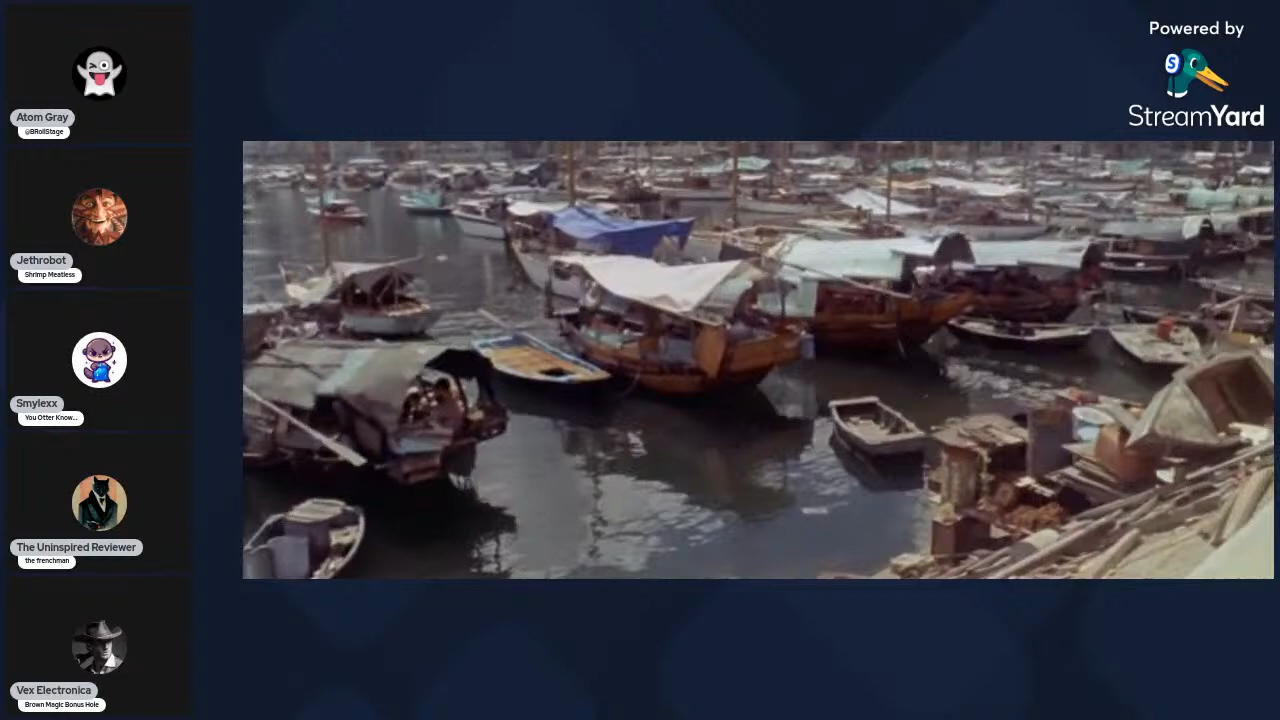 Powered by
S
StreamYard
Atom Gray
@BRollStage
Jethrobot
Shrimp Meatless
Smylexx
You Otter Know...
The Uninspired Reviewer
the frenchman
Vex Electronica
Brown Magic Bonus Hole